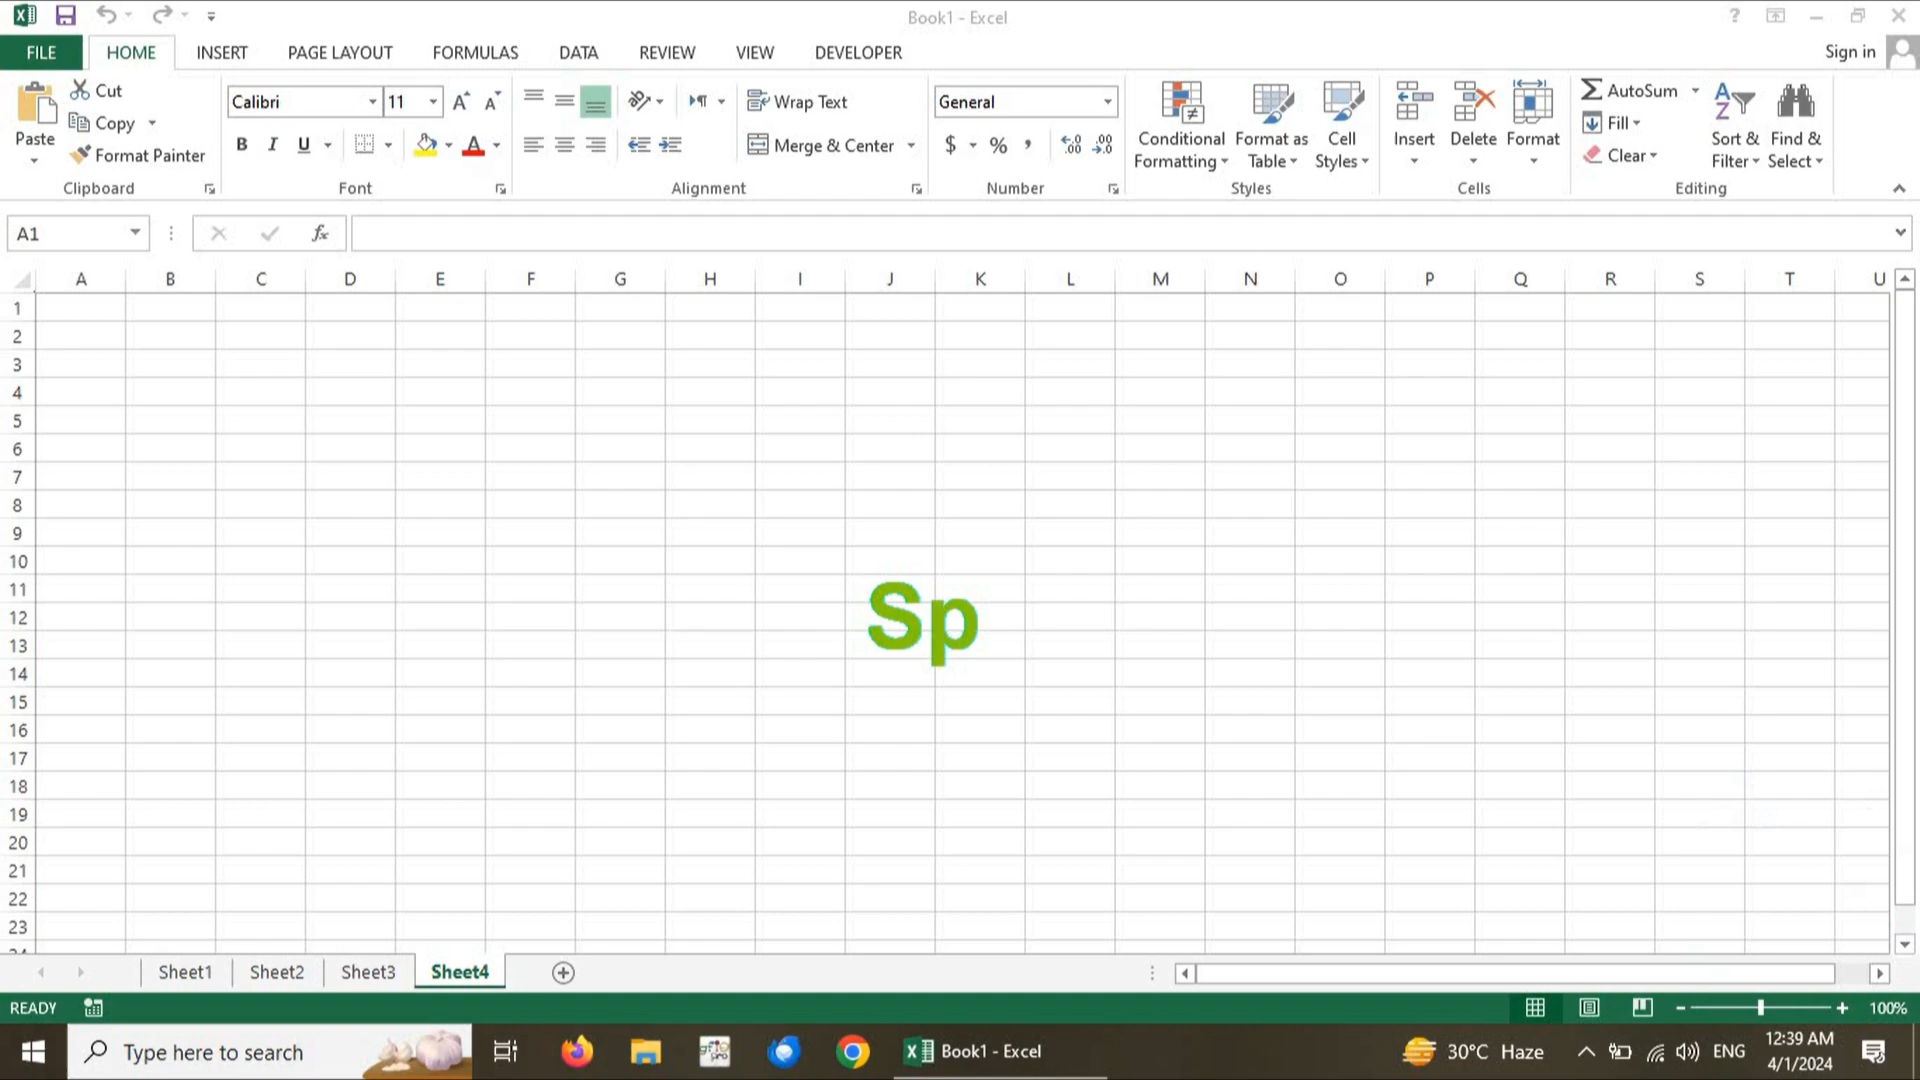 Book1 - Excel
?
FILE HOME INSERT PAGE LAYOUT FORMULAS DATA REVIEW VIEW DEVELOPER Sign in
Cut Calibri 11 Wrap Text General AutoSum
Paste Copy B I U Merge & Center $ % , Conditional Formatting Format as Table Cell Styles Insert Delete Format Fill Sort & Filter Find & Select
Format Painter Clear
Clipboard Font Alignment Number Styles Cells Editing
A1 fx
A B C D E F G H I J K L M N O P Q R S T U
1
2
3
4
5
6
7
8
9
10
11
12
Sp
13
14
15
16
17
18
19
20
21
22
23
Sheet1 Sheet2 Sheet3 Sheet4
READY 100%
Type here to search Book1 - Excel 30°C Haze ENG 12:39 AM
4/1/2024